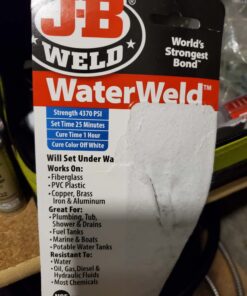 J-B
WELD
World's
Strongest
Bond™
WaterWeld™
Strength 4370 PSI
Set Time 25 Minutes
Cure Time 1 Hour
Cure Color Off White
Will Set Under Wa
Works On:
• Fiberglass
• PVC Plastic
• Copper, Brass
Iron & Aluminum
Great For:
• Plumbing, Tub,
Shower & Drains
• Fuel Tanks
• Marine & Boats
• Potable Water Tanks
Resistant To:
• Water
• Oil, Gas, Diesel &
Hydraulic Fluids
• Most Chemicals